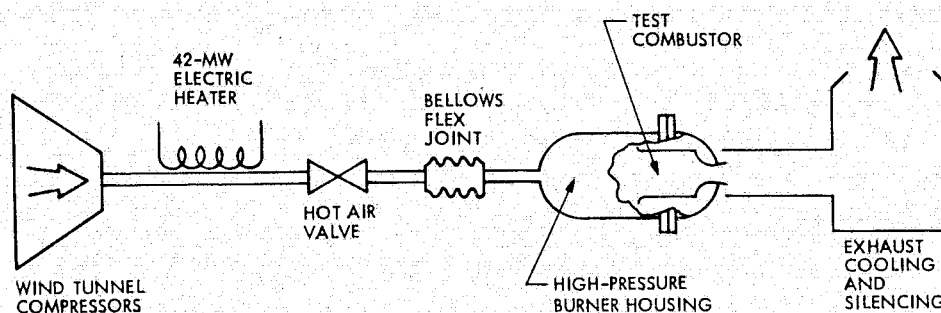 TEST
COMBUSTOR
42-MW
ELECTRIC
HEATER
BELLOWS
FLEX
JOINT
HOT AIR
VALVE
WIND TUNNEL
COMPRESSORS
HIGH-PRESSURE
BURNER HOUSING
EXHAUST
COOLING
AND
SILENCING